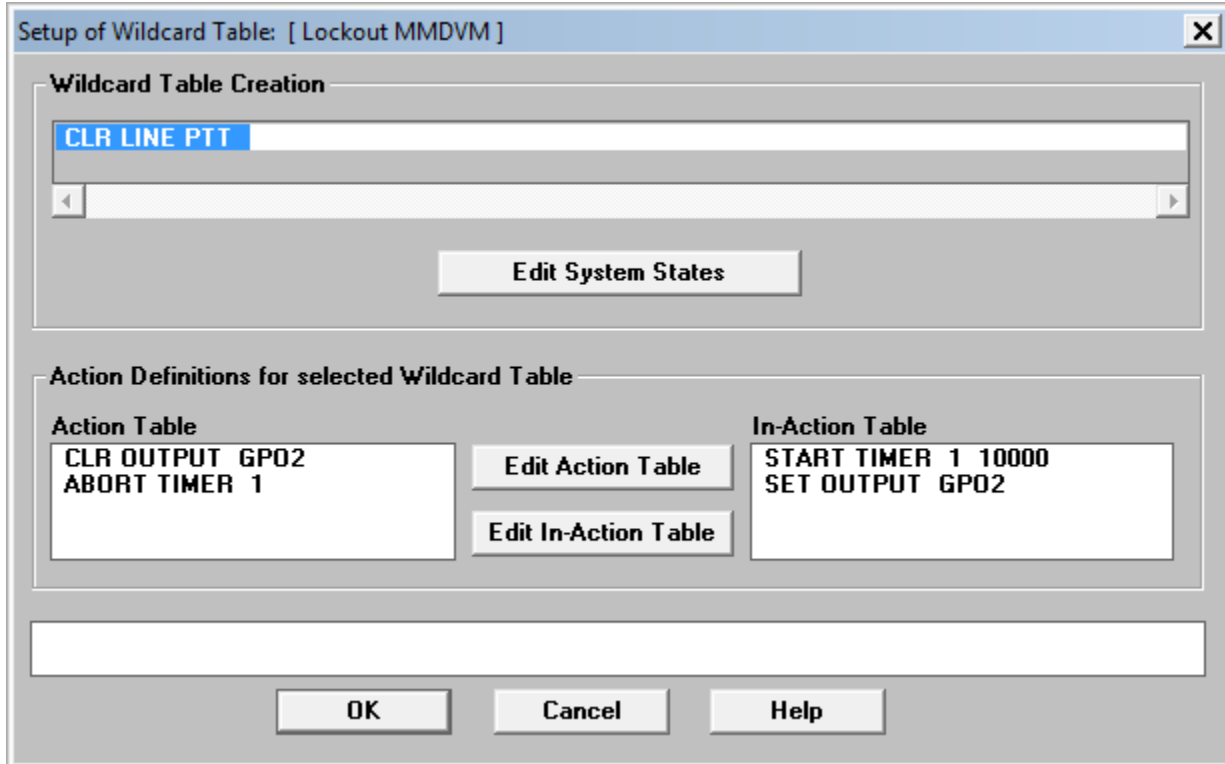 Setup of Wildcard Table: [ Lockout MMDVM ]
Wildcard Table Creation
CLR LINE PTT
Edit System States
Action Definitions for selected Wildcard Table
Action Table
CLR OUTPUT GPO2
ABORT TIMER 1
Edit Action Table
Edit In-Action Table
In-Action Table
START TIMER 1 10000
SET OUTPUT GPO2
OK
Cancel
Help